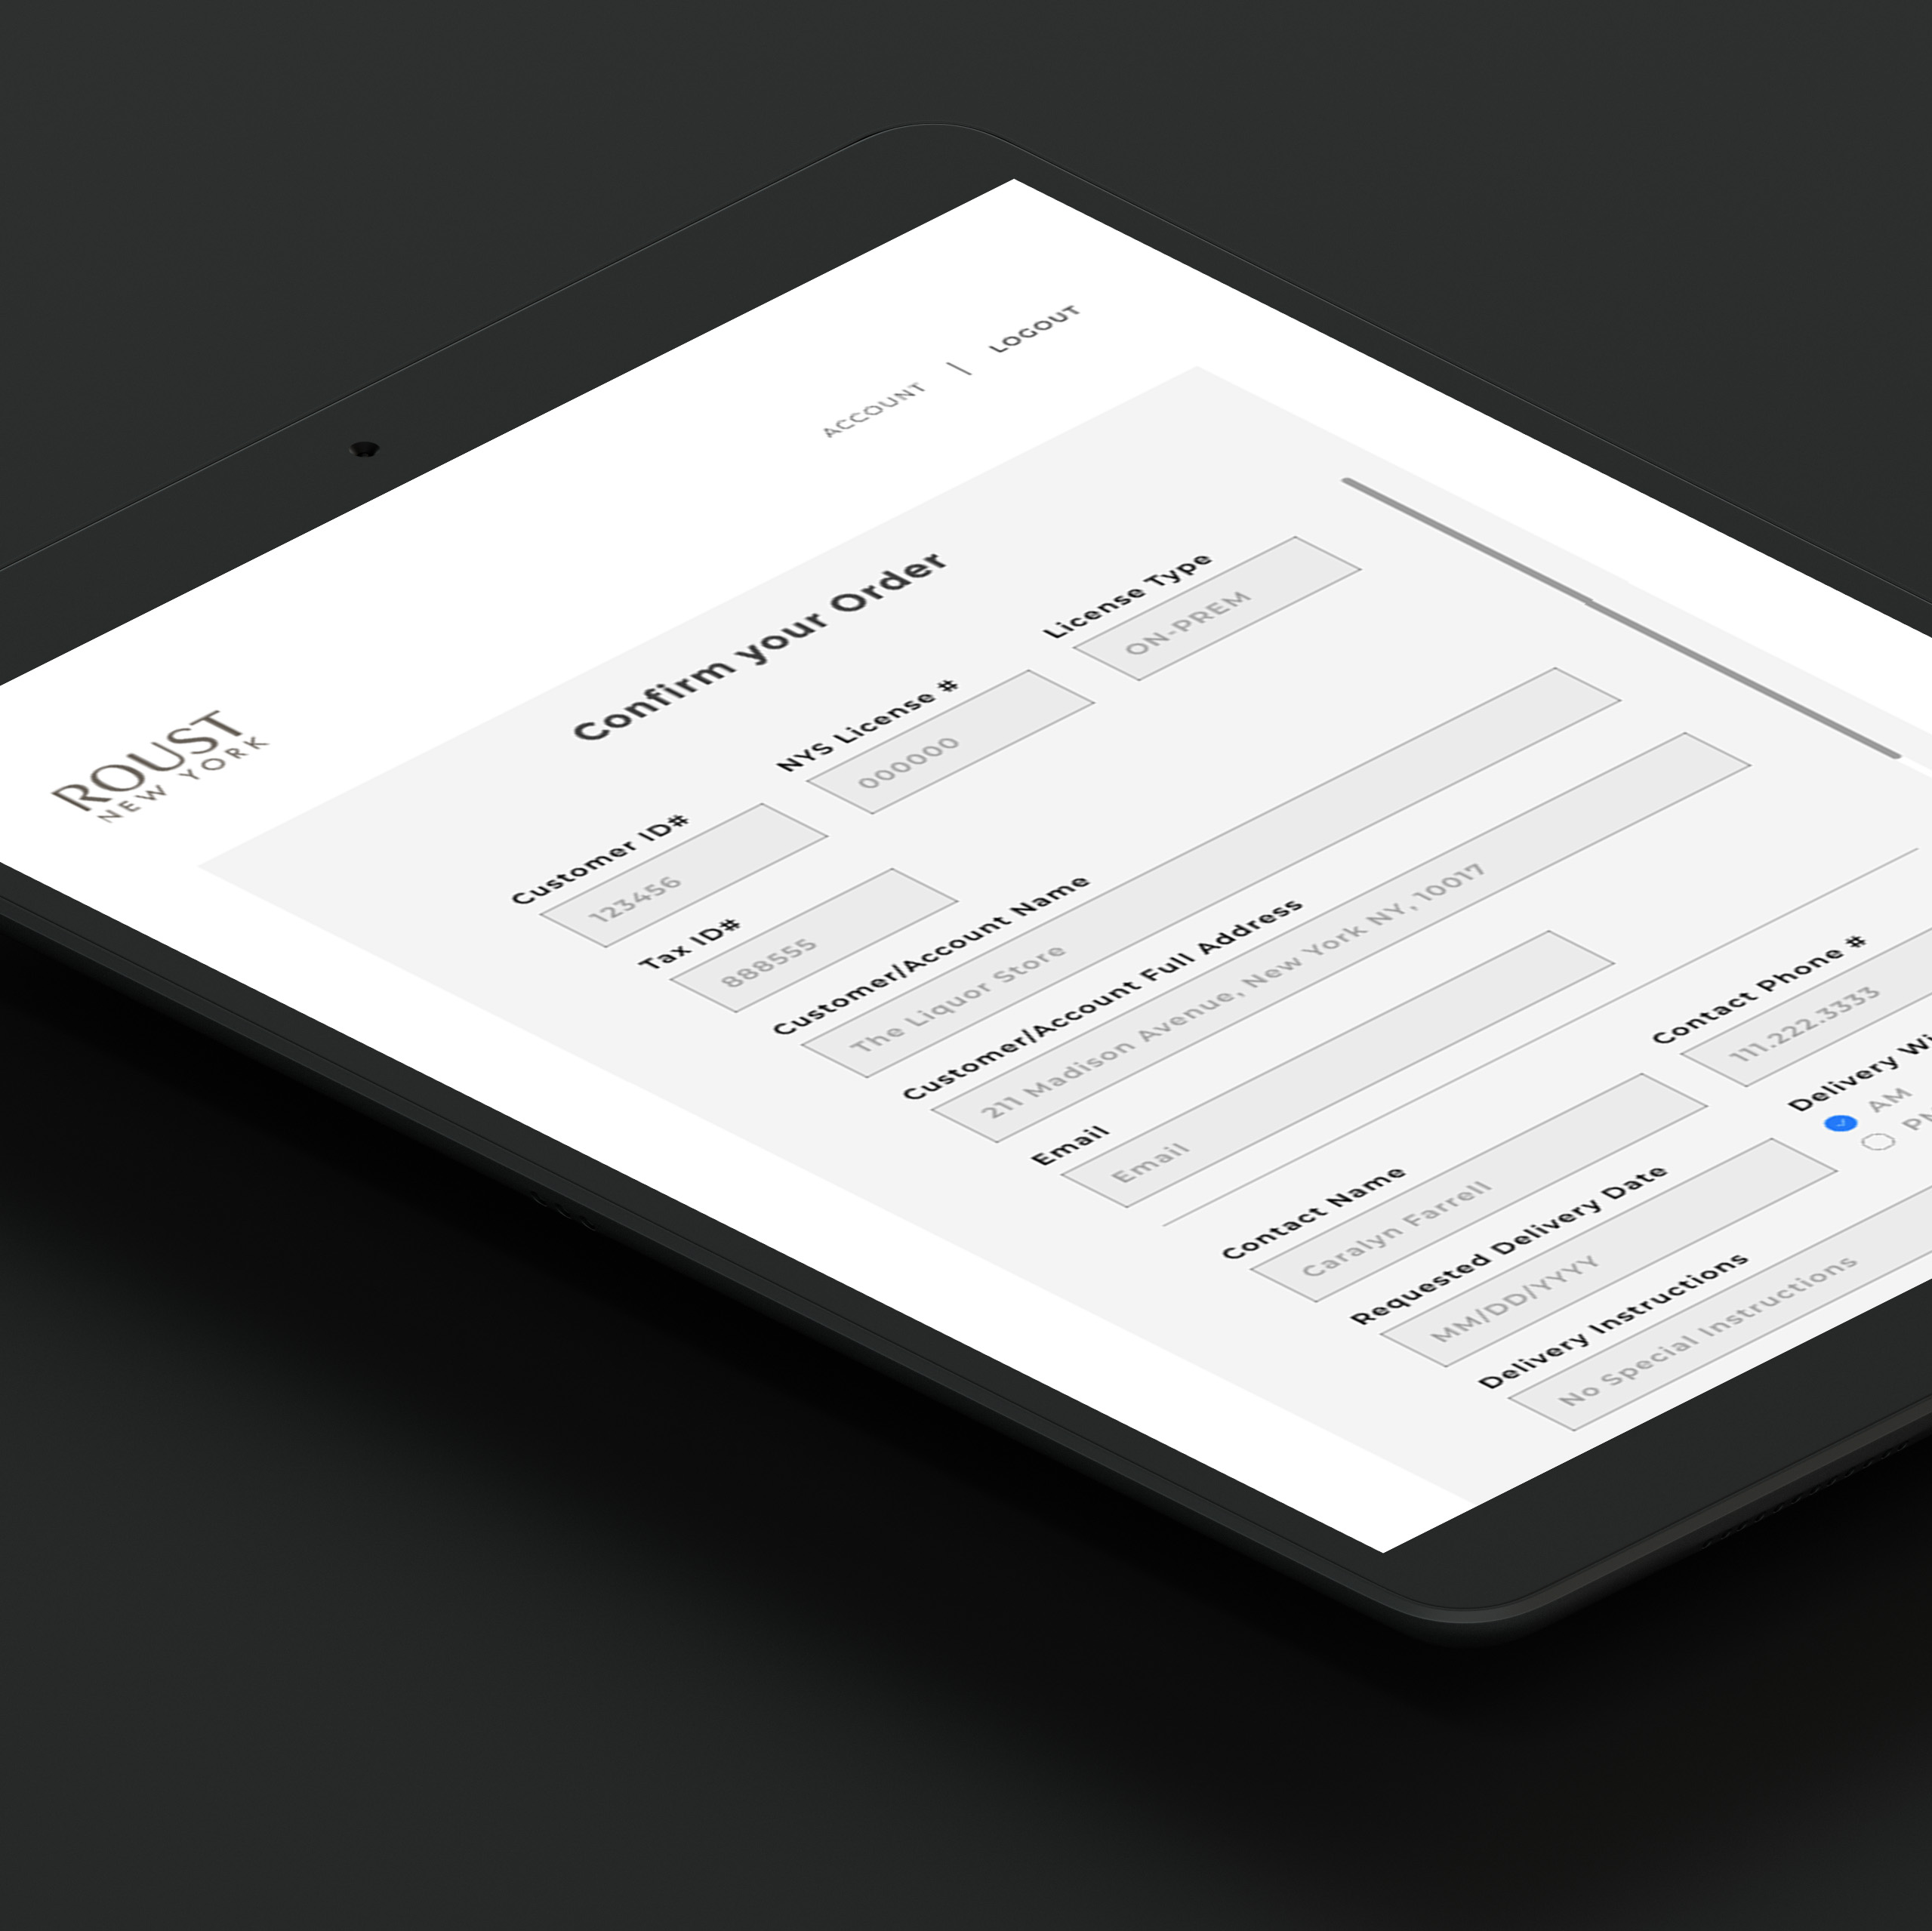 ROUST
NEW YORK
ACCOUNT | LOGOUT
Confirm your Order
Customer ID# NYS License # License Type
123456 000000 ON-PREM
Tax ID#
888555
Customer/Account Name
The Liquor Store
Customer/Account Full Address
211 Madison Avenue, New York NY, 10017
Email
Email
Contact Name Contact Phone #
Caralyn Farrell 111.222.3333
Requested Delivery Date Delivery
MM/DD/YYYY AM
Delivery Instructions
No Special Instructions